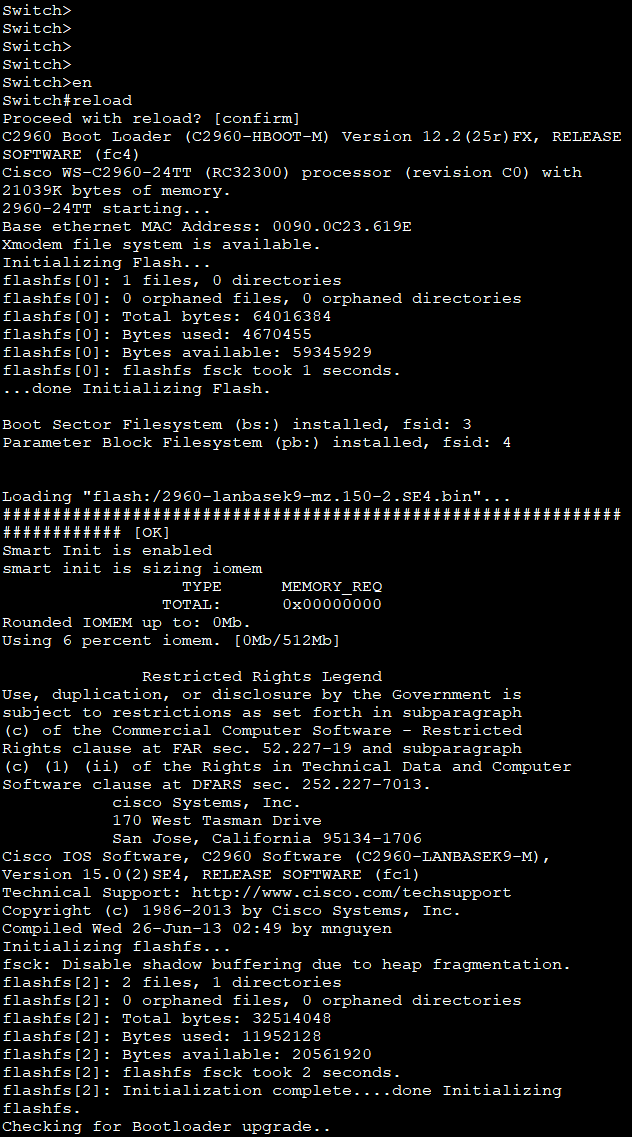 Switch>
Switch>
Switch>
Switch>
Switch>en
Switch#reload
Proceed with reload? [confirm]
C2960 Boot Loader (C2960-HBOOT-M) Version 12.2(25r)FX, RELEASE
SOFTWARE (fc4)
Cisco WS-C2960-24TT (RC32300) processor (revision C0) with
21039K bytes of memory.
2960-24TT starting...
Base ethernet MAC Address: 0090.0C23.619E
Xmodem file system is available.
Initializing Flash...
flashfs[0]: 1 files, 0 directories
flashfs[0]: 0 orphaned files, 0 orphaned directories
flashfs[0]: Total bytes: 64016384
flashfs[0]: Bytes used: 4670455
flashfs[0]: Bytes available: 59345929
flashfs[0]: flashfs fsck took 1 seconds.
...done Initializing Flash.
Boot Sector Filesystem (bs:) installed, fsid: 3
Parameter Block Filesystem (pb:) installed, fsid: 4
Loading "flash:/2960-lanbasek9-mz.150-2.SE4.bin"...
##############################################################
############ [OK]
Smart Init is enabled
smart init is sizing iomem
TYPE MEMORY_REQ
TOTAL: 0x00000000
Rounded IOMEM up to: 0Mb.
Using 6 percent iomem. [0Mb/512Mb]
Restricted Rights Legend
Use, duplication, or disclosure by the Government is
subject to restrictions as set forth in subparagraph
(c) of the Commercial Computer Software - Restricted
Rights clause at FAR sec. 52.227-19 and subparagraph
(c) (1) (ii) of the Rights in Technical Data and Computer
Software clause at DFARS sec. 252.227-7013.
cisco Systems, Inc.
170 West Tasman Drive
San Jose, California 95134-1706
Cisco IOS Software, C2960 Software (C2960-LANBASEK9-M),
Version 15.0(2)SE4, RELEASE SOFTWARE (fc1)
Technical Support: http://www.cisco.com/techsupport
Copyright (c) 1986-2013 by Cisco Systems, Inc.
Compiled Wed 26-Jun-13 02:49 by mnguyen
Initializing flashfs...
fsck: Disable shadow buffering due to heap fragmentation.
flashfs[2]: 2 files, 1 directories
flashfs[2]: 0 orphaned files, 0 orphaned directories
flashfs[2]: Total bytes: 32514048
flashfs[2]: Bytes used: 11952128
flashfs[2]: Bytes available: 20561920
flashfs[2]: flashfs fsck took 2 seconds.
flashfs[2]: Initialization complete....done Initializing
flashfs.
Checking for Bootloader upgrade..